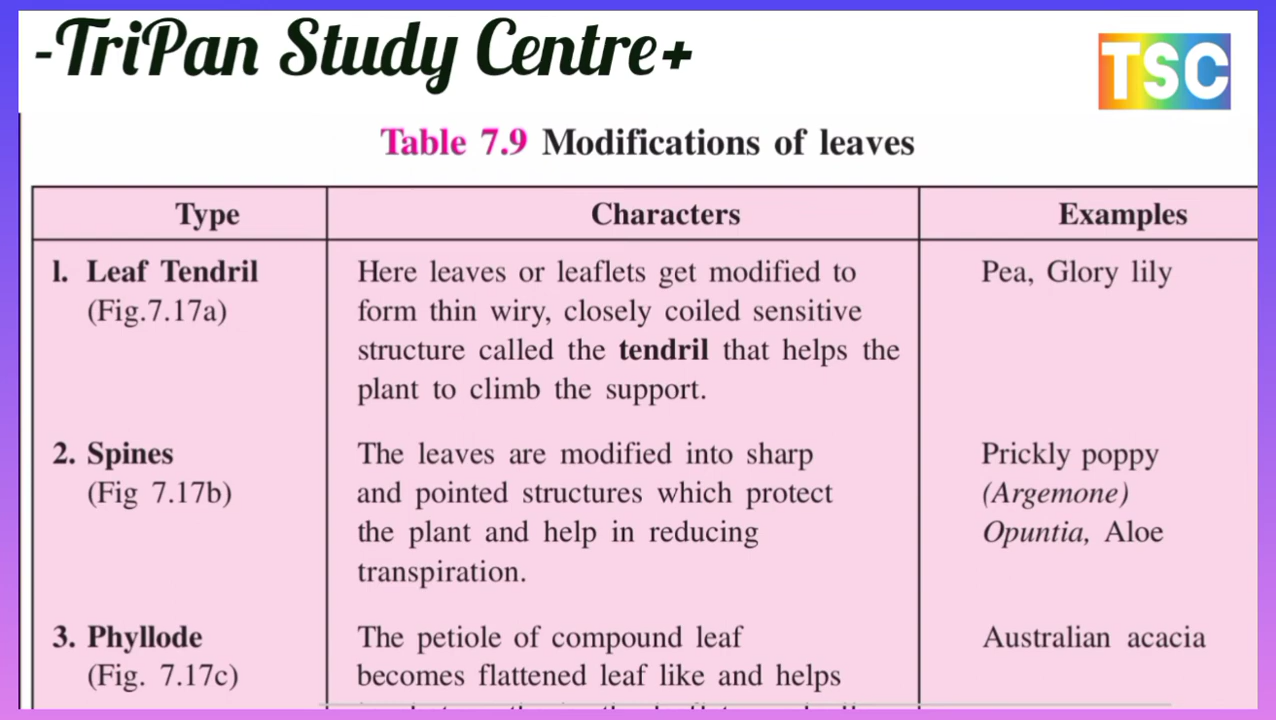 -TriPan Study Centre+
TSC
Table 7.9 Modifications of leaves
Type Characters Examples
1. Leaf Tendril Here leaves or leaflets get modified to Pea, Glory lily
(Fig.7.17a) form thin wiry, closely coiled sensitive
structure called the tendril that helps the
plant to climb the support.
2. Spines The leaves are modified into sharp Prickly poppy
(Fig 7.17b) and pointed structures which protect (Argemone)
the plant and help in reducing Opuntia, Aloe
transpiration.
3. Phyllode The petiole of compound leaf Australian acacia
(Fig. 7.17c) becomes flattened leaf like and helps